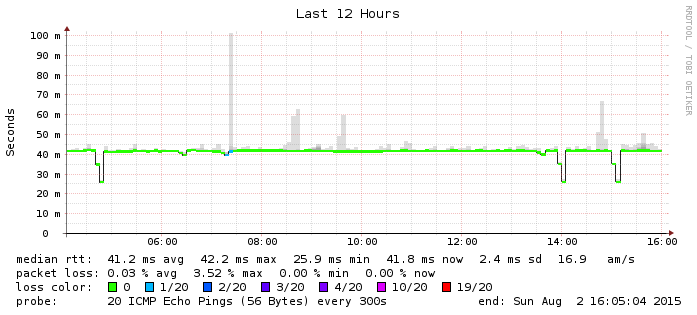 Last 12 Hours
RRDTOOL / TOBI OETIKER
Seconds
100 m
90 m
80 m
70 m
60 m
50 m
40 m
30 m
20 m
10 m
0
06:00 08:00 10:00 12:00 14:00 16:00
median rtt: 41.2 ms avg 42.2 ms max 25.9 ms min 41.8 ms now 2.4 ms sd 16.9 am/s
packet loss: 0.03 % avg 3.52 % max 0.00 % min 0.00 % now
loss color: 0 1/20 2/20 3/20 4/20 10/20 19/20
probe: 20 ICMP Echo Pings (56 Bytes) every 300s end: Sun Aug 2 16:05:04 2015